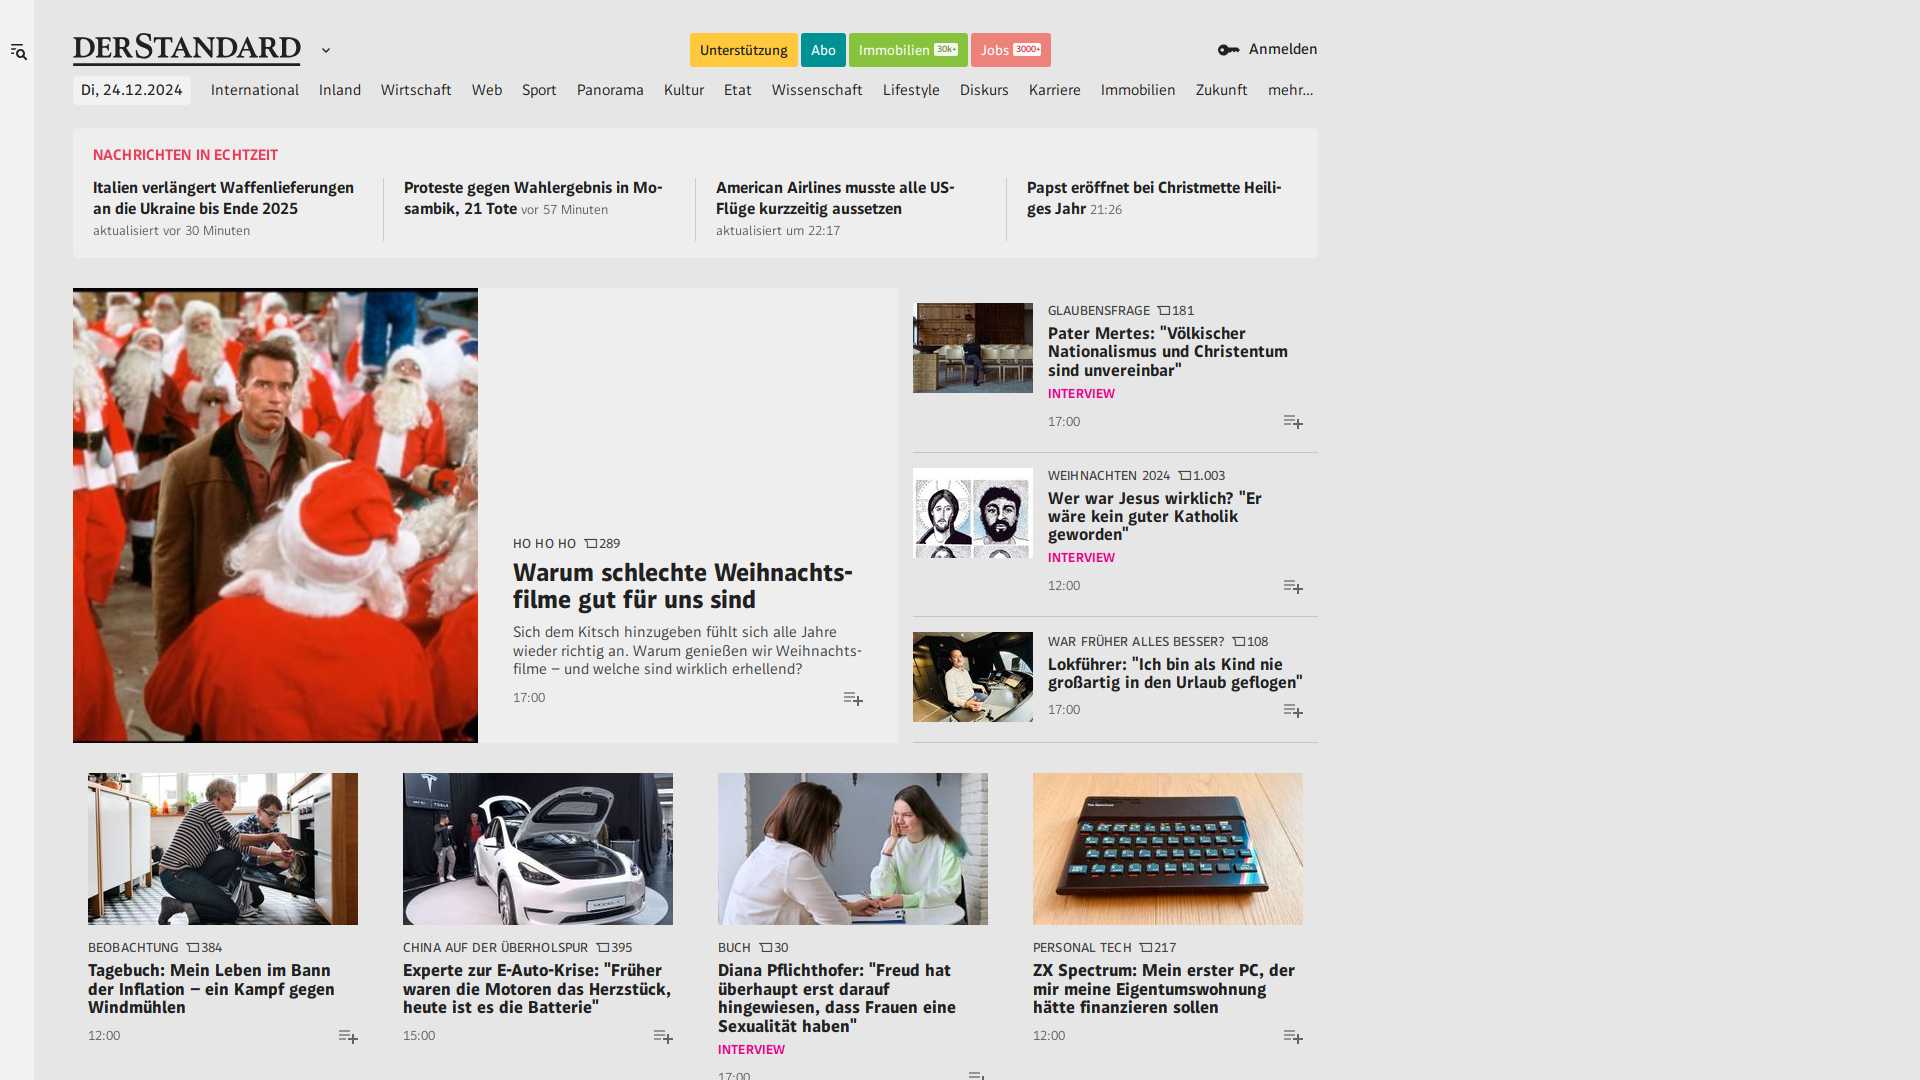 DERSTANDARD
Unterstützung
Abo
Immobilien 30k+
Jobs 3000+
Anmelden
Di, 24.12.2024
International
Inland
Wirtschaft
Web
Sport
Panorama
Kultur
Etat
Wissenschaft
Lifestyle
Diskurs
Karriere
Immobilien
Zukunft
mehr...
NACHRICHTEN IN ECHTZEIT
Italien verlängert Waffenlieferungen
an die Ukraine bis Ende 2025
aktualisiert vor 30 Minuten
Proteste gegen Wahlergebnis in Mo-
sambik, 21 Tote vor 57 Minuten
American Airlines musste alle US-
Flüge kurzzeitig aussetzen
aktualisiert um 22:17
Papst eröffnet bei Christmette Heili-
ges Jahr 21:26
HO HO HO 289
Warum schlechte Weihnachts-
filme gut für uns sind
Sich dem Kitsch hinzugeben fühlt sich alle Jahre
wieder richtig an. Warum genießen wir Weihnachts-
filme – und welche sind wirklich erhellend?
17:00
GLAUBENSFRAGE 181
Pater Mertes: "Völkischer
Nationalismus und Christentum
sind unvereinbar"
INTERVIEW
17:00
WEIHNACHTEN 2024 1.003
Wer war Jesus wirklich? "Er
wäre kein guter Katholik
geworden"
INTERVIEW
12:00
WAR FRÜHER ALLES BESSER? 108
Lokführer: "Ich bin als Kind nie
großartig in den Urlaub geflogen"
17:00
BEOBACHTUNG 384
Tagebuch: Mein Leben im Bann
der Inflation – ein Kampf gegen
Windmühlen
12:00
TESLA
CHINA AUF DER ÜBERHOLSPUR 395
Experte zur E-Auto-Krise: "Früher
waren die Motoren das Herzstück,
heute ist es die Batterie"
15:00
BUCH 30
Diana Pflichthofer: "Freud hat
überhaupt erst darauf
hingewiesen, dass Frauen eine
Sexualität haben"
INTERVIEW
17:00
PERSONAL TECH 217
ZX Spectrum: Mein erster PC, der
mir meine Eigentumswohnung
hätte finanzieren sollen
12:00